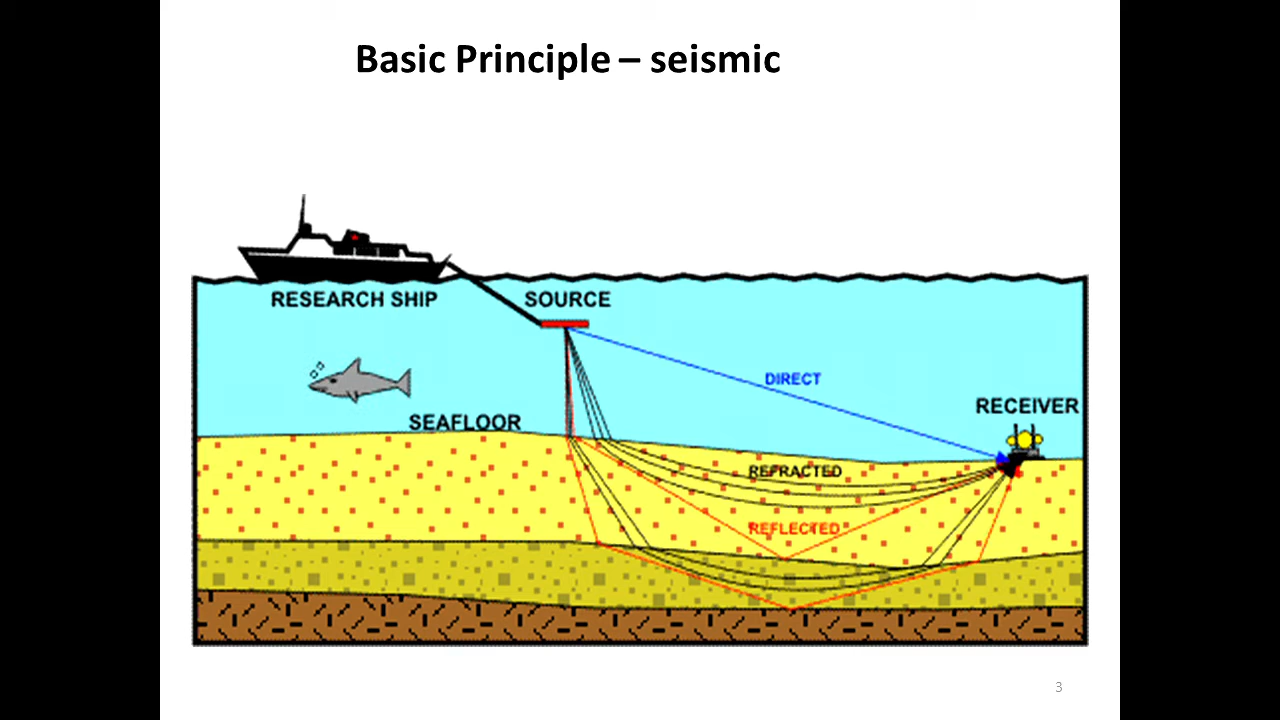 Basic Principle – seismic
RESEARCH SHIP
SOURCE
DIRECT
RECEIVER
SEAFLOOR
REFRACTED
REFLECTED
3